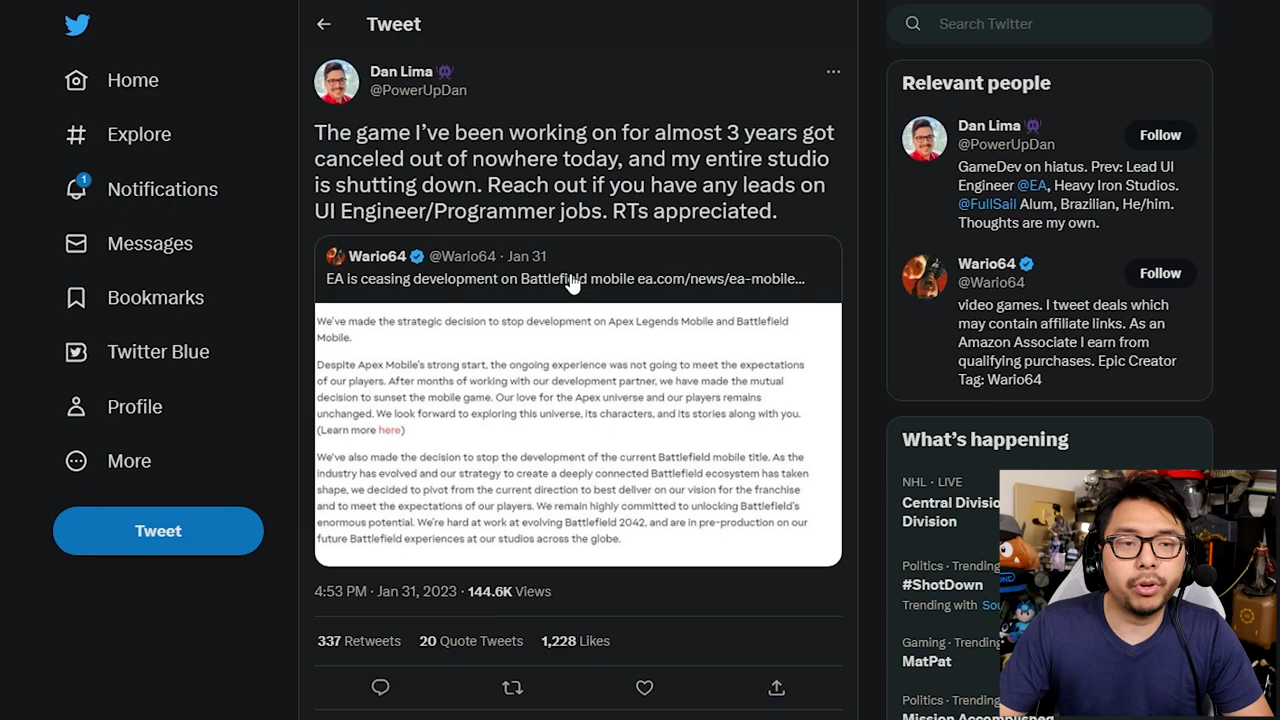 Tweet
Search Twitter
Home
Explore
1
Notifications
Messages
Bookmarks
Twitter Blue
Profile
More
Tweet
Dan Lima
@PowerUpDan
The game I've been working on for almost 3 years got
canceled out of nowhere today, and my entire studio
is shutting down. Reach out if you have any leads on
UI Engineer/Programmer jobs. RTs appreciated.
Wario64 @Wario64 · Jan 31
EA is ceasing development on Battlefield mobile ea.com/news/ea-mobile...
We've made the strategic decision to stop development on Apex Legends Mobile and Battlefield
Mobile.
Despite Apex Mobile's strong start, the ongoing experience was not going to meet the expectations
of our players. After months of working with our development partner, we have made the mutual
decision to sunset the mobile game. Our love for the Apex universe and our players remains
unchanged. We look forward to exploring this universe, its characters, and its stories along with you.
(Learn more here)
We've also made the decision to stop the development of the current Battlefield mobile title. As the
industry has evolved and our strategy to create a deeply connected Battlefield ecosystem has taken
shape, we decided to pivot from the current direction to best deliver on our vision for the franchise
and to meet the expectations of our players. We remain highly committed to unlocking Battlefield's
enormous potential. We're hard at work at evolving Battlefield 2042, and are in pre-production on our
future Battlefield experiences at our studios across the globe.
4:53 PM · Jan 31, 2023 · 144.6K Views
337 Retweets 20 Quote Tweets 1,228 Likes
Relevant people
Dan Lima
@PowerUpDan
Follow
GameDev on hiatus. Prev: Lead UI
Engineer @EA, Heavy Iron Studios.
@FullSail Alum, Brazilian, He/him.
Thoughts are my own.
Wario64
@Wario64
Follow
video games. I tweet deals which
may contain affiliate links. As an
Amazon Associate I earn from
qualifying purchases. Epic Creator
Tag: Wario64
What's happening
NHL · LIVE
Central Divisio
Division
Politics · Trending
#ShotDown
Trending with Sou
Gaming · Trending
MatPat
Politics · Trending
Mission Accomplished